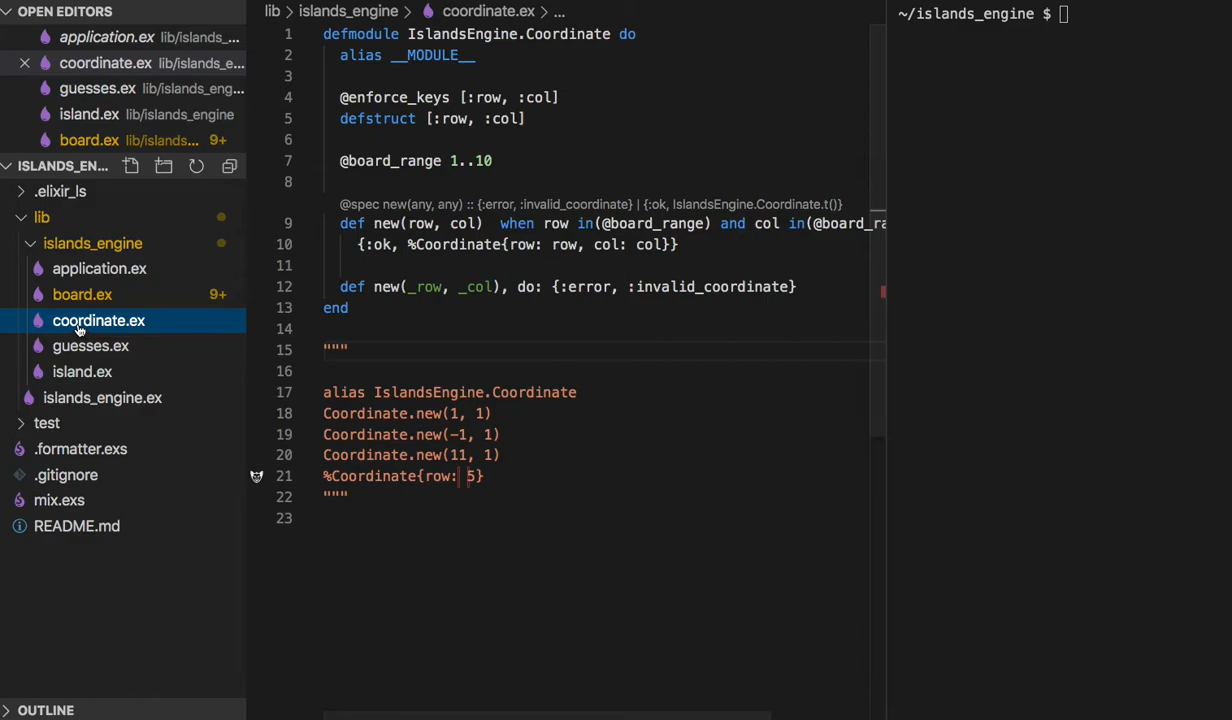 OPEN EDITORS
application.ex lib/islands_...
coordinate.ex lib/islands_e...
guesses.ex lib/islands_eng...
island.ex lib/islands_engine
board.ex lib/islands... 9+
ISLANDS_EN...
.elixir_ls
lib
islands_engine
application.ex
board.ex 9+
coordinate.ex
guesses.ex
island.ex
islands_engine.ex
test
.formatter.exs
.gitignore
mix.exs
README.md
OUTLINE
lib > islands_engine > coordinate.ex > ...
1 defmodule IslandsEngine.Coordinate do
2 alias __MODULE__
3
4 @enforce_keys [:row, :col]
5 defstruct [:row, :col]
6
7 @board_range 1..10
8
@spec new(any, any) :: {:error, :invalid_coordinate} | {:ok, IslandsEngine.Coordinate.t()}
9 def new(row, col)  when row in(@board_range) and col in(@board_ra
10 {:ok, %Coordinate{row: row, col: col}}
11
12 def new(_row, _col), do: {:error, :invalid_coordinate}
13 end
14
15 """
16
17 alias IslandsEngine.Coordinate
18 Coordinate.new(1, 1)
19 Coordinate.new(-1, 1)
20 Coordinate.new(11, 1)
21 %Coordinate{row: 5}
22 """
23
~/islands_engine $